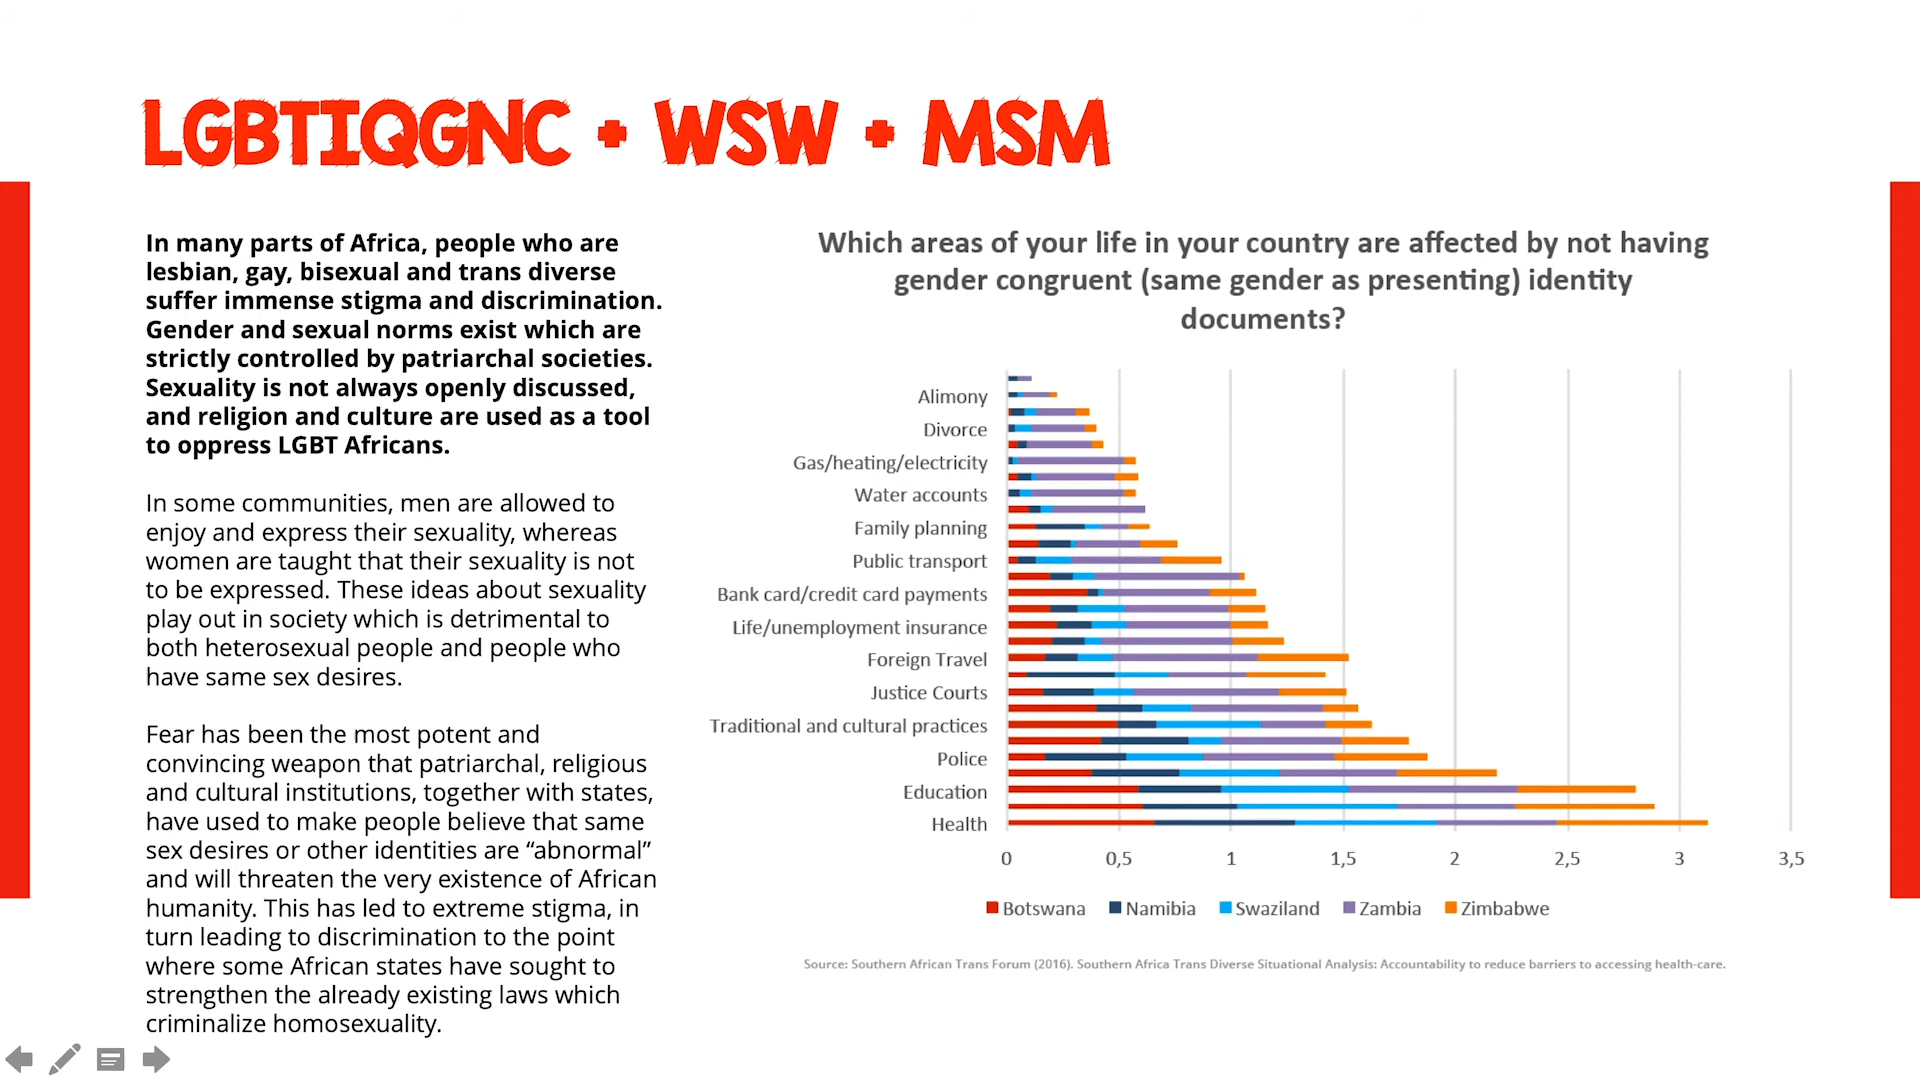 LGBTIQGNC + WSW + MSM
In many parts of Africa, people who are
lesbian, gay, bisexual and trans diverse
suffer immense stigma and discrimination.
Gender and sexual norms exist which are
strictly controlled by patriarchal societies.
Sexuality is not always openly discussed,
and religion and culture are used as a tool
to oppress LGBT Africans.
In some communities, men are allowed to
enjoy and express their sexuality, whereas
women are taught that their sexuality is not
to be expressed. These ideas about sexuality
play out in society which is detrimental to
both heterosexual people and people who
have same sex desires.
Fear has been the most potent and
convincing weapon that patriarchal, religious
and cultural institutions, together with states,
have used to make people believe that same
sex desires or other identities are “abnormal”
and will threaten the very existence of African
humanity. This has led to extreme stigma, in
turn leading to discrimination to the point
where some African states have sought to
strengthen the already existing laws which
criminalize homosexuality.
Which areas of your life in your country are affected by not having
gender congruent (same gender as presenting) identity
documents?
Alimony
Divorce
Gas/heating/electricity
Water accounts
Family planning
Public transport
Bank card/credit card payments
Life/unemployment insurance
Foreign Travel
Justice Courts
Traditional and cultural practices
Police
Education
Health
0 0,5 1 1,5 2 2,5 3 3,5
Botswana Namibia Swaziland Zambia Zimbabwe
Source: Southern African Trans Forum (2016). Southern Africa Trans Diverse Situational Analysis: Accountability to reduce barriers to accessing health-care.